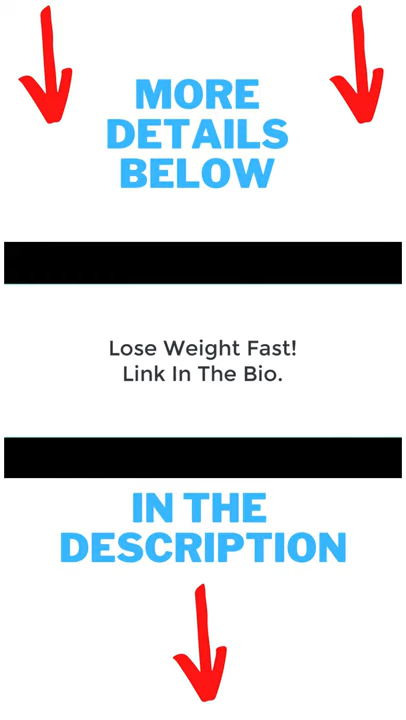 MORE
DETAILS
BELOW
Lose Weight Fast!
Link In The Bio.
IN THE
DESCRIPTION